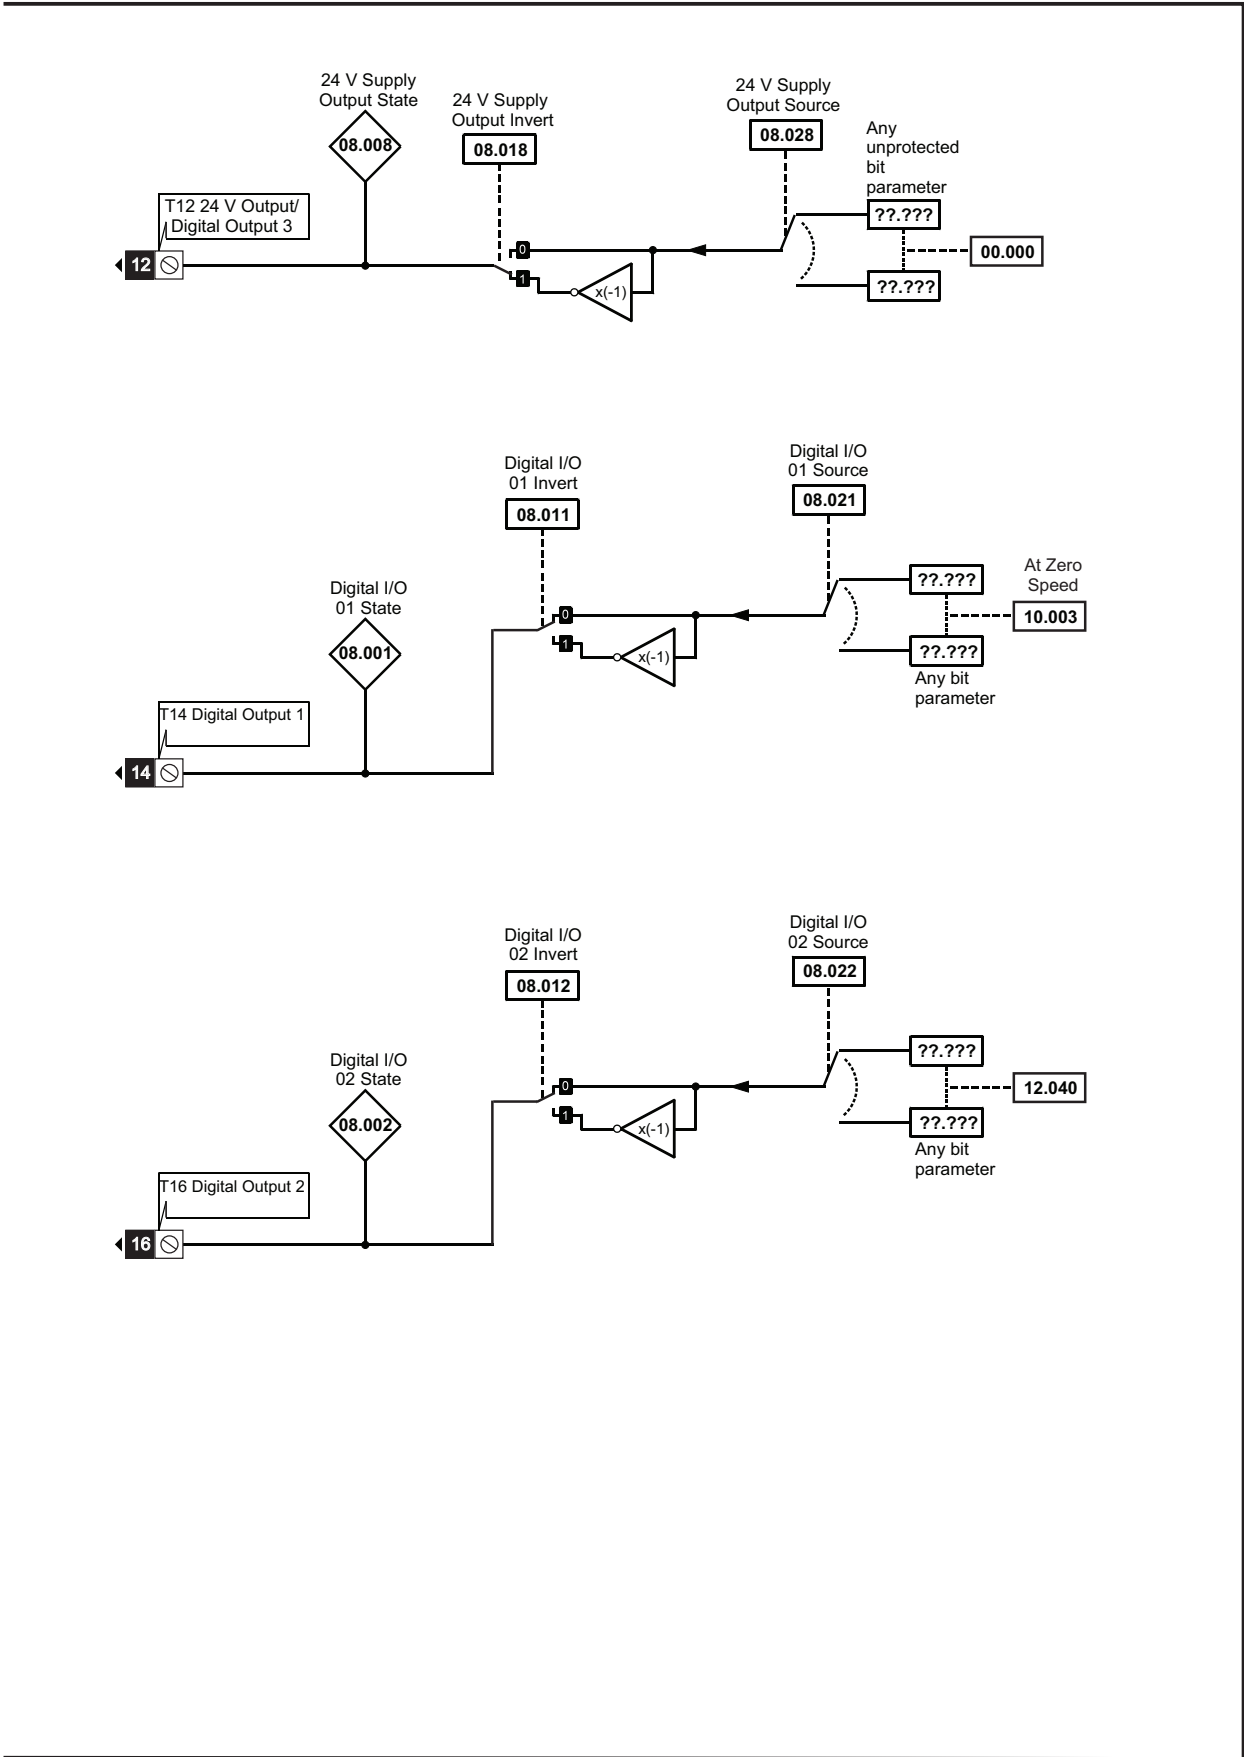 24 V Supply
Output State
08.008
24 V Supply
Output Invert
08.018
24 V Supply
Output Source
08.028
Any
unprotected
bit
parameter
??.???
??.???
00.000
T12 24 V Output/
Digital Output 3
12
0
1
x(-1)
Digital I/O
01 Invert
08.011
Digital I/O
01 Source
08.021
Digital I/O
01 State
08.001
0
1
x(-1)
??.???
??.???
Any bit
parameter
At Zero
Speed
10.003
T14 Digital Output 1
14
Digital I/O
02 Invert
08.012
Digital I/O
02 Source
08.022
Digital I/O
02 State
08.002
0
1
x(-1)
??.???
??.???
Any bit
parameter
12.040
T16 Digital Output 2
16